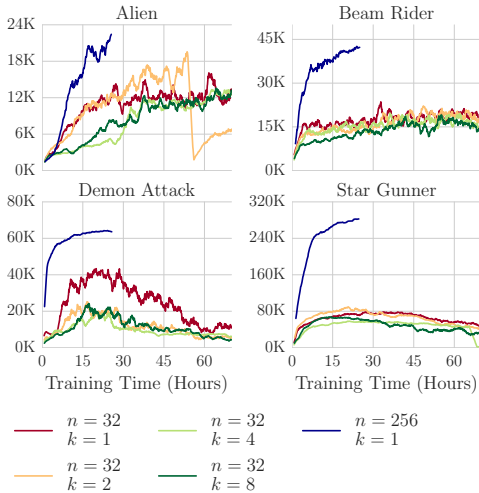 Alien
Beam Rider
24K
18K
12K
6K
0K
45K
30K
15K
0K
Demon Attack
Star Gunner
80K
60K
40K
20K
0K
320K
240K
160K
80K
0K
0 15 30 45 60
0 15 30 45 60
Training Time (Hours)
Training Time (Hours)
n = 32
k = 1
n = 32
k = 4
n = 256
k = 1
n = 32
k = 2
n = 32
k = 8